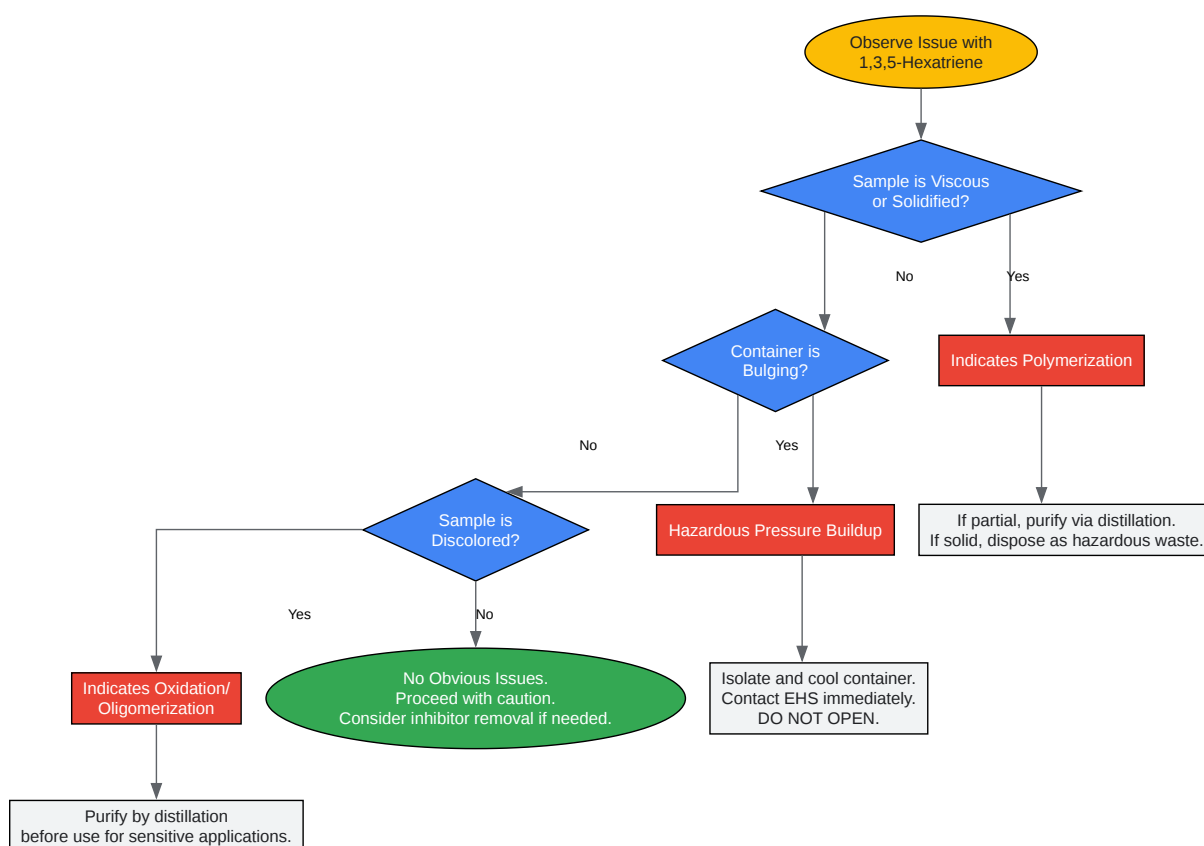 Observe Issue with
1,3,5-Hexatriene
Sample is Viscous
or Solidified?
No
Yes
Container is
Bulging?
Indicates Polymerization
No
Yes
Sample is
Discolored?
Hazardous Pressure Buildup
If partial, purify via distillation.
If solid, dispose as hazardous waste.
Yes
No
Indicates Oxidation/
Oligomerization
No Obvious Issues.
Proceed with caution.
Consider inhibitor removal if needed.
Isolate and cool container.
Contact EHS immediately.
DO NOT OPEN.
Purify by distillation
before use for sensitive applications.